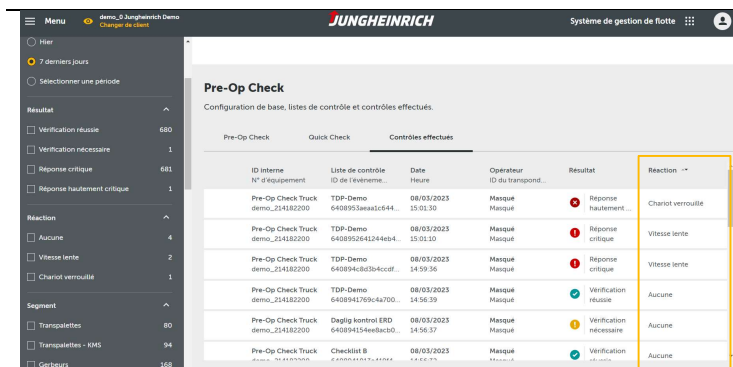 Menu
demo_0 Jungheinrich Demo
Changer de client
JUNGHEINRICH
Système de gestion de flotte
Hier
7 derniers jours
Sélectionner une période
Résultat
Vérification réussie 680
Vérification nécessaire 1
Réponse critique 681
Réponse hautement critique 1
Réaction
Aucune 4
Vitesse lente 2
Chariot verrouillé 1
Segment
Transpalettes 80
Transpalettes - KMS 94
Gerbeurs 168
Pre-Op Check
Configuration de base, listes de contrôle et contrôles effectués.
Pre-Op Check Quick Check Contrôles effectués
ID interne Liste de contrôle Date Opérateur Résultat Réaction
N° d'équipement ID de l'événeme... Heure ID du transpond...
Pre-Op Check Truck TDP-Demo 08/03/2023 Masqué Réponse Chariot verrouillé
demo_214182200 6408953aeaa1c644... 15:01:30 Masqué hautement ...
Pre-Op Check Truck TDP-Demo 08/03/2023 Masqué Réponse Vitesse lente
demo_214182200 6408952641244eb4... 15:01:10 Masqué critique
Pre-Op Check Truck TDP-Demo 08/03/2023 Masqué Réponse Vitesse lente
demo_214182200 640894c8d3b4ccdf... 14:59:36 Masqué critique
Pre-Op Check Truck TDP-Demo 08/03/2023 Masqué Vérification Aucune
demo_214182200 6408941769c4a700... 14:56:39 Masqué réussie
Pre-Op Check Truck Daglig kontrol ERD 08/03/2023 Masqué Vérification Aucune
demo_214182200 640894154ee8acb0... 14:56:37 Masqué nécessaire
Pre-Op Check Truck Checklist B 08/03/2023 Masqué Vérification Aucune